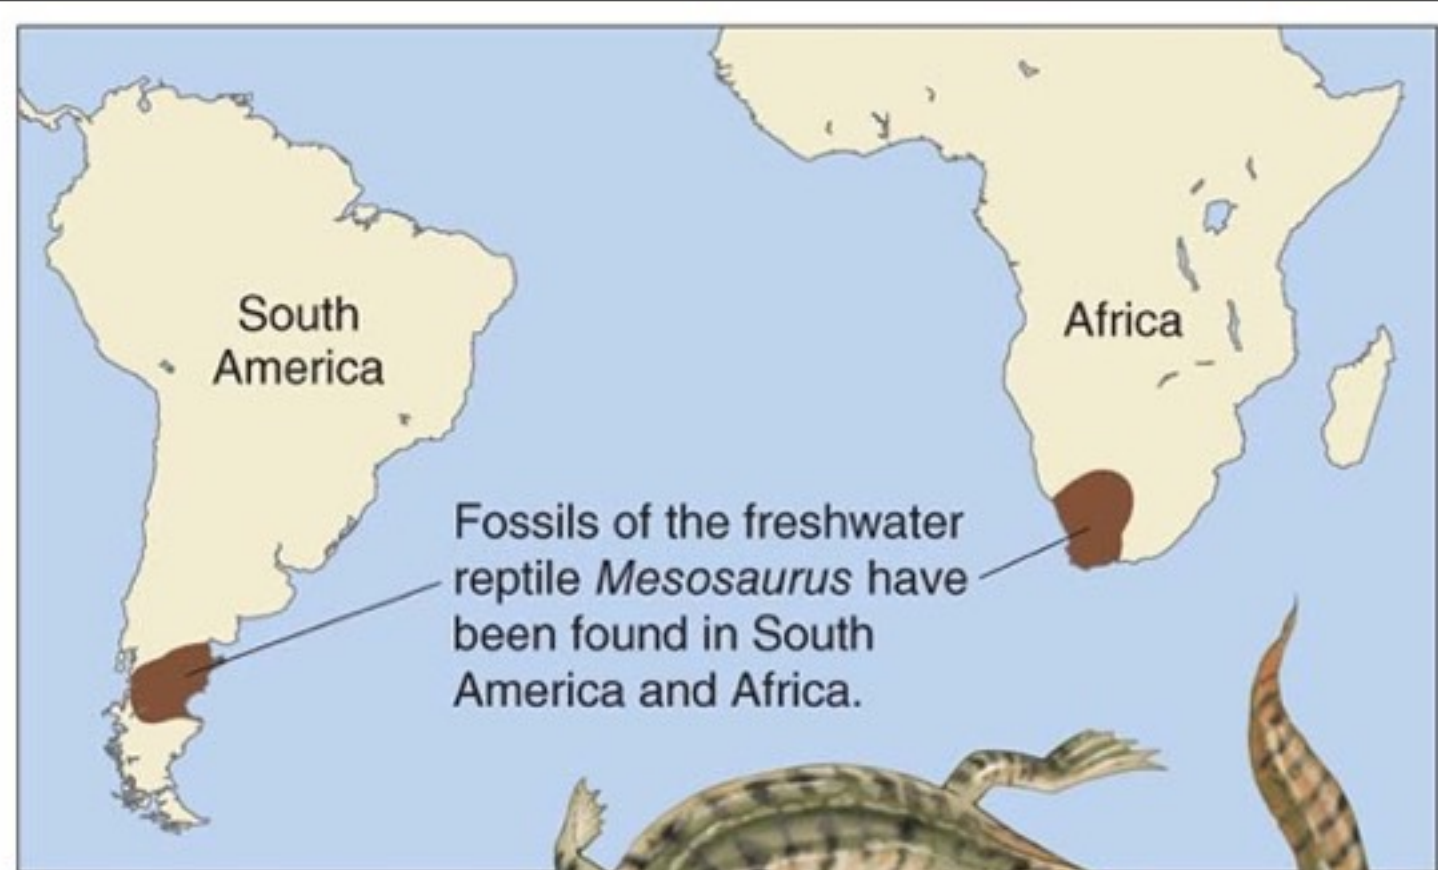 South
America
Africa
Fossils of the freshwater
reptile Mesosaurus have
been found in South
America and Africa.